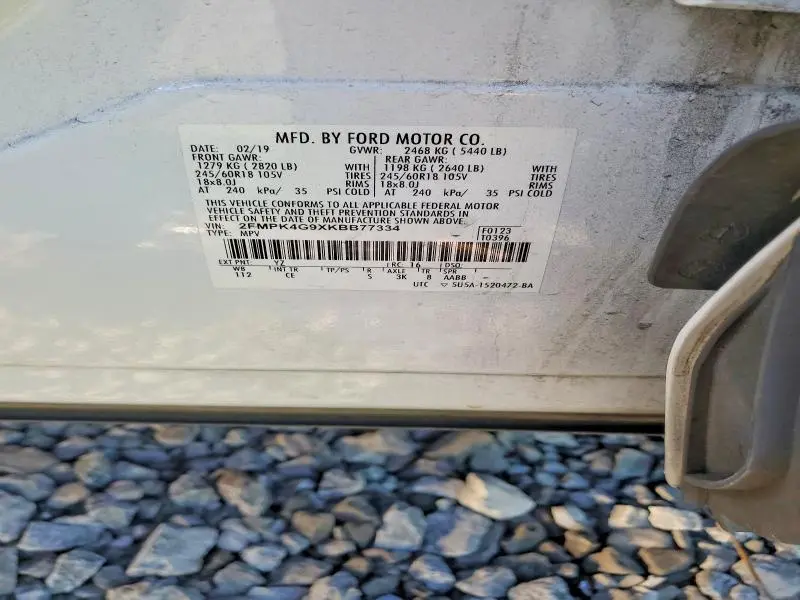 MFD. BY FORD MOTOR CO.
DATE: 02/19 GVWR: 2468 KG ( 5440 LB)
FRONT GAWR: REAR GAWR:
1279 KG ( 2820 LB) WITH 1198 KG ( 2640 LB) WITH
245/60R18 105V TIRES 245/60R18 105V TIRES
18x8.0J RIMS 18x8.0J RIMS
AT 240 kPa/ 35 PSI COLD AT 240 kPa/ 35 PSI COLD
THIS VEHICLE CONFORMS TO ALL APPLICABLE FEDERAL MOTOR
VEHICLE SAFETY AND THEFT PREVENTION STANDARDS IN
EFFECT ON THE DATE OF MANUFACTURE SHOWN ABOVE.
VIN: 2FMPK4G9XKBB77334 F0123
TYPE: MPV T0396
EXT PNT: YZ RC: 16 DSO:
WB INT TR TP/PS R AXLE TR SPR
112 CE S 3K 8 AABB
UTC ▽ 5U5A-1520472-BA